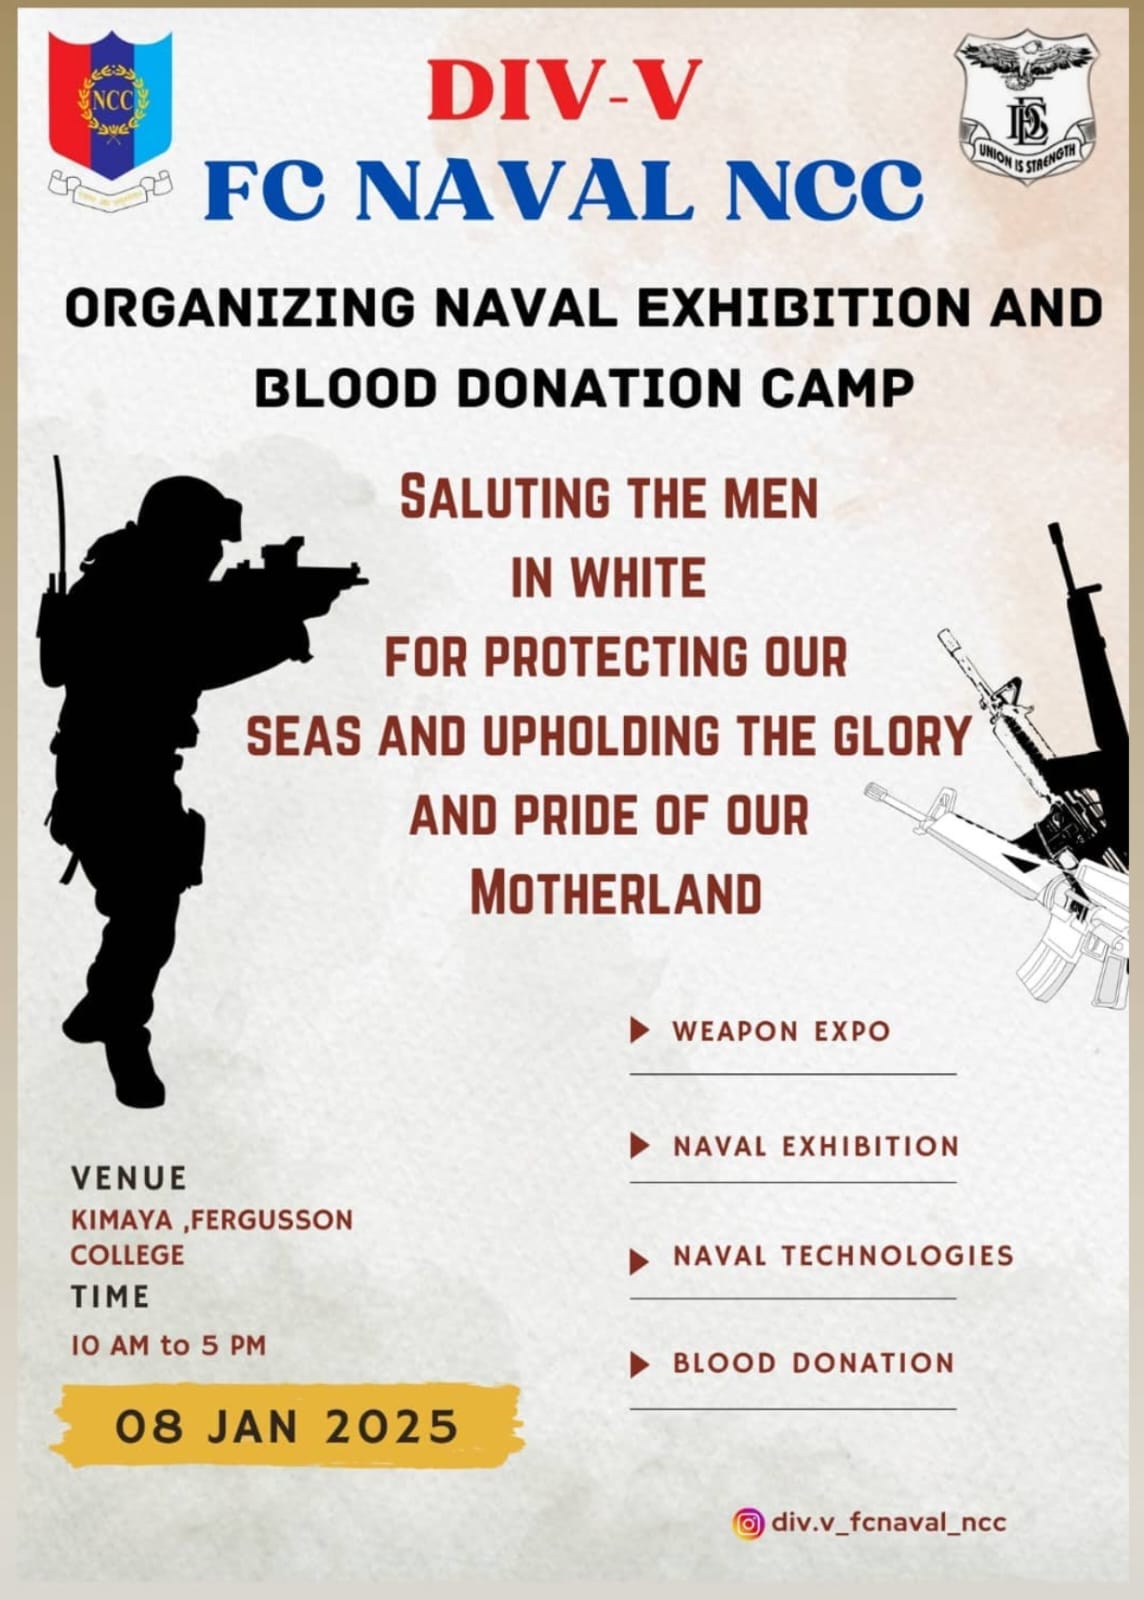 NCC
DIV-V
FC NAVAL NCC
DES
UNION IS STRENGTH
ORGANIZING NAVAL EXHIBITION AND
BLOOD DONATION CAMP
SALUTING THE MEN
IN WHITE
FOR PROTECTING OUR
SEAS AND UPHOLDING THE GLORY
AND PRIDE OF OUR
MOTHERLAND
WEAPON EXPO
NAVAL EXHIBITION
NAVAL TECHNOLOGIES
BLOOD DONATION
VENUE
KIMAYA ,FERGUSSON
COLLEGE
TIME
10 AM to 5 PM
08 JAN 2025
div.v_fcnaval_ncc